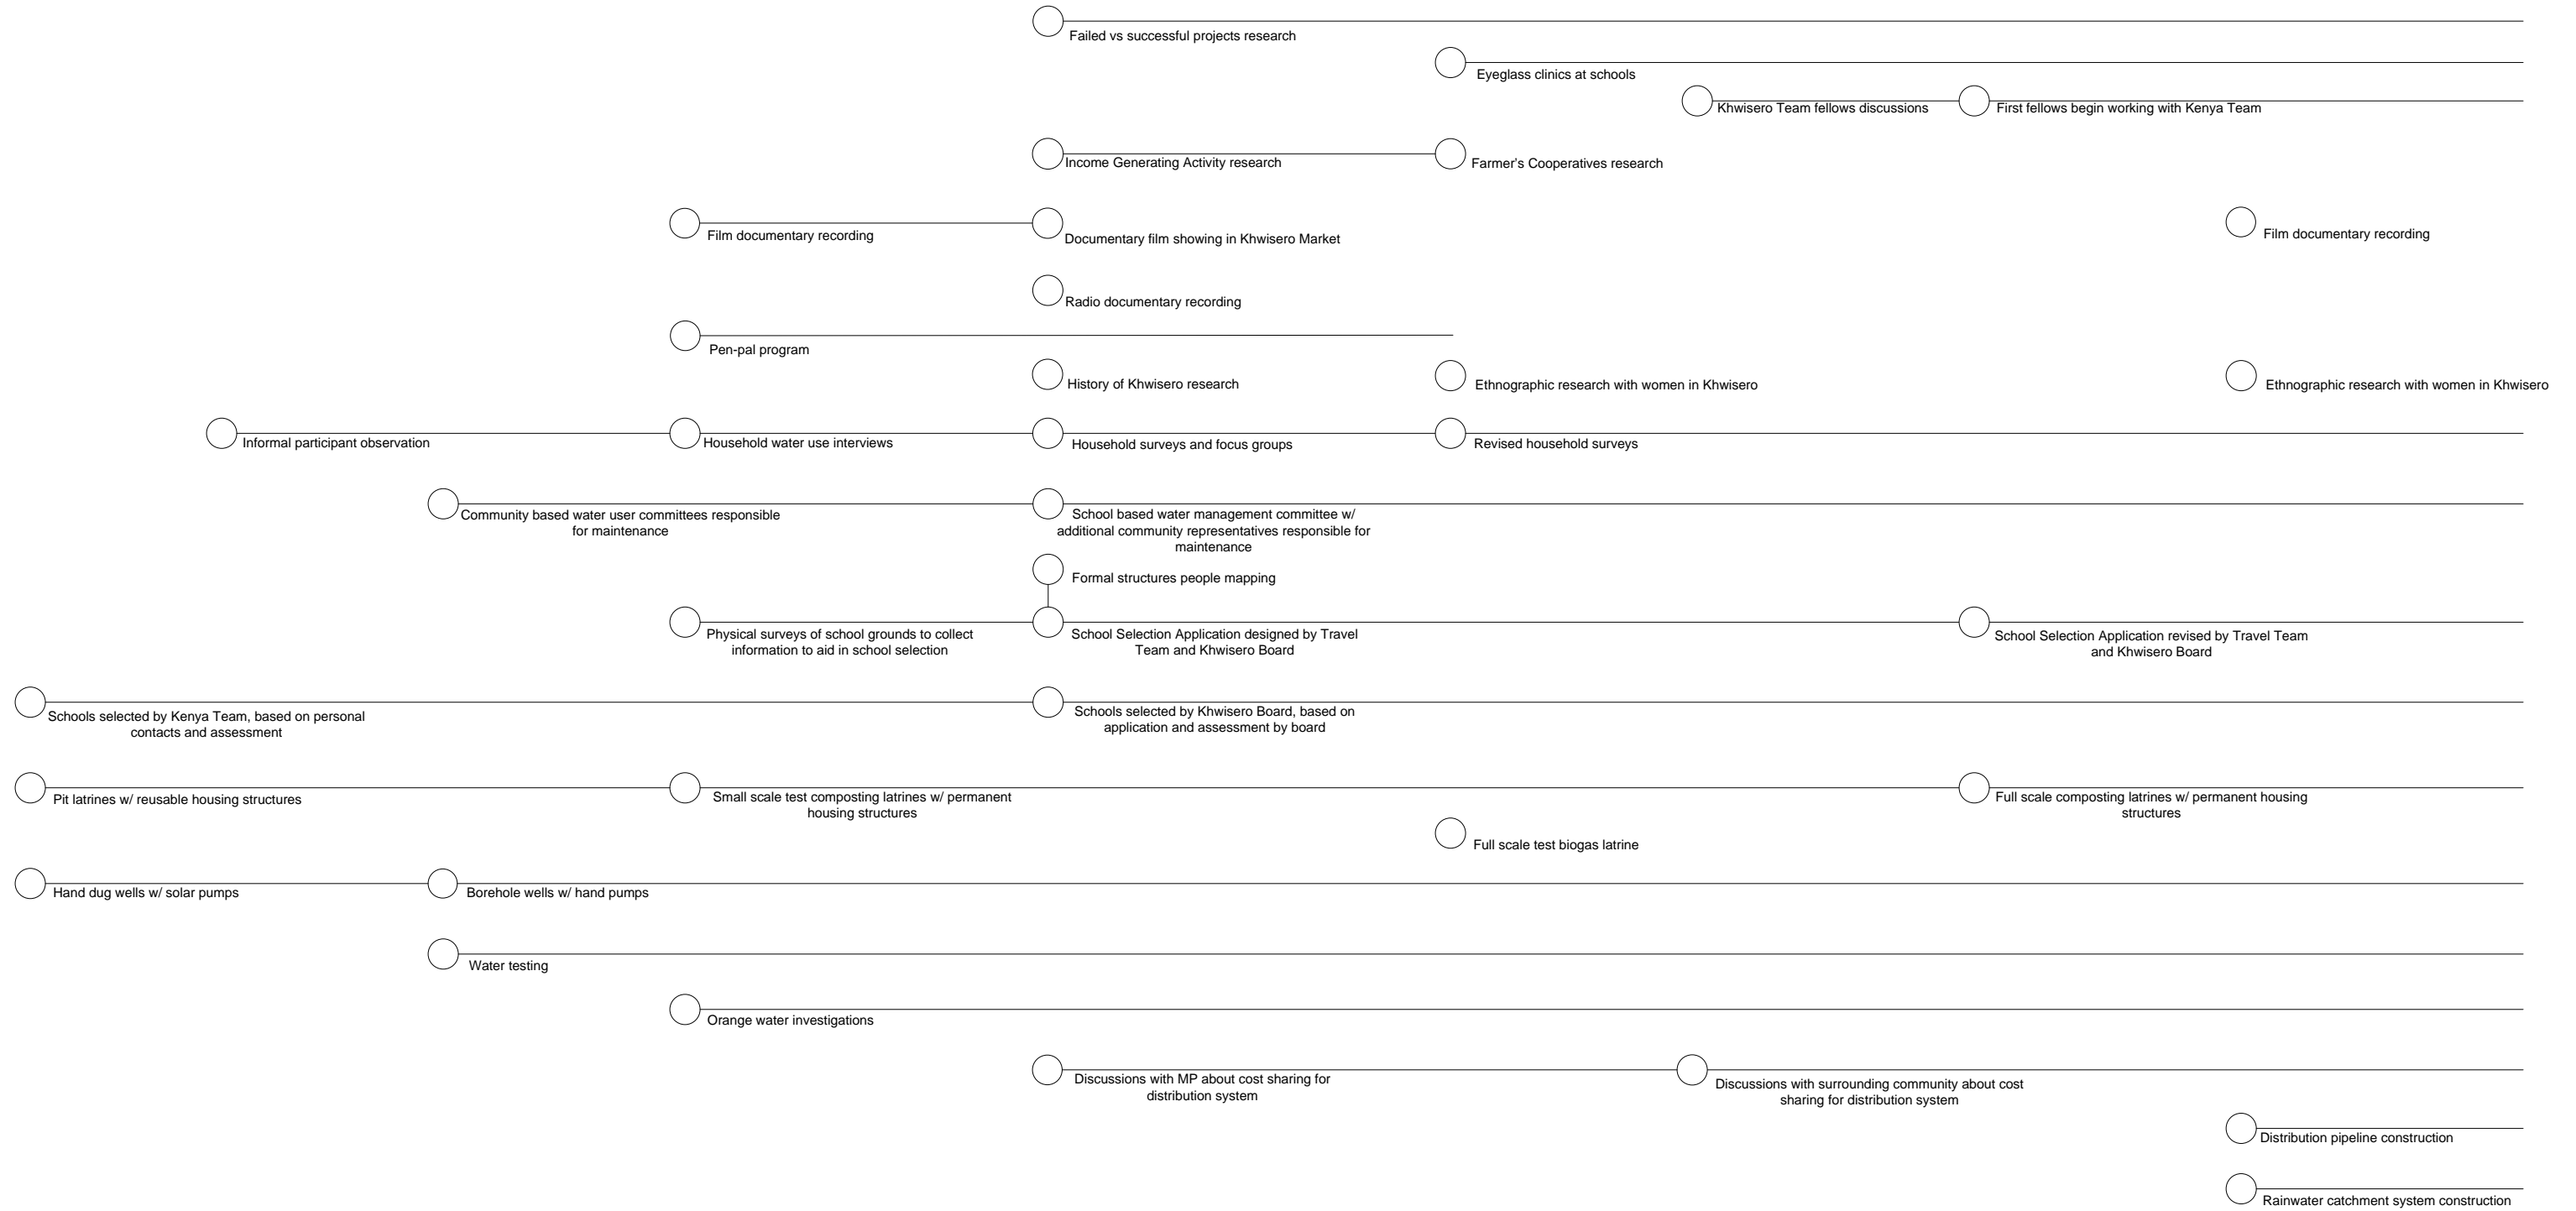 Failed vs successful projects research
Eyeglass clinics at schools
Khwisero Team fellows discussions
First fellows begin working with Kenya Team
Income Generating Activity research
Farmer's Cooperatives research
Film documentary recording
Documentary film showing in Khwisero Market
Film documentary recording
Radio documentary recording
Pen-pal program
History of Khwisero research
Ethnographic research with women in Khwisero
Ethnographic research with women in Khwisero
Informal participant observation
Household water use interviews
Household surveys and focus groups
Revised household surveys
Community based water user committees responsible
for maintenance
School based water management committee w/
additional community representatives responsible for
maintenance
Formal structures people mapping
Physical surveys of school grounds to collect
information to aid in school selection
School Selection Application designed by Travel
Team and Khwisero Board
School Selection Application revised by Travel Team
and Khwisero Board
Schools selected by Kenya Team, based on personal
contacts and assessment
Schools selected by Khwisero Board, based on
application and assessment by board
Pit latrines w/ reusable housing structures
Small scale test composting latrines w/ permanent
housing structures
Full scale composting latrines w/ permanent housing
structures
Full scale test biogas latrine
Hand dug wells w/ solar pumps
Borehole wells w/ hand pumps
Water testing
Orange water investigations
Discussions with MP about cost sharing for
distribution system
Discussions with surrounding community about cost
sharing for distribution system
Distribution pipeline construction
Rainwater catchment system construction